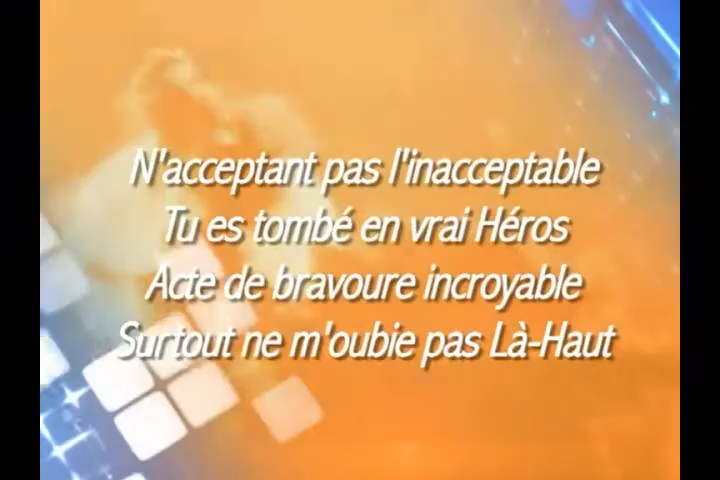 N'acceptant pas l'inacceptable
Tu es tombé en vrai Héros
Acte de bravoure incroyable
Surtout ne m'oubie pas Là-Haut